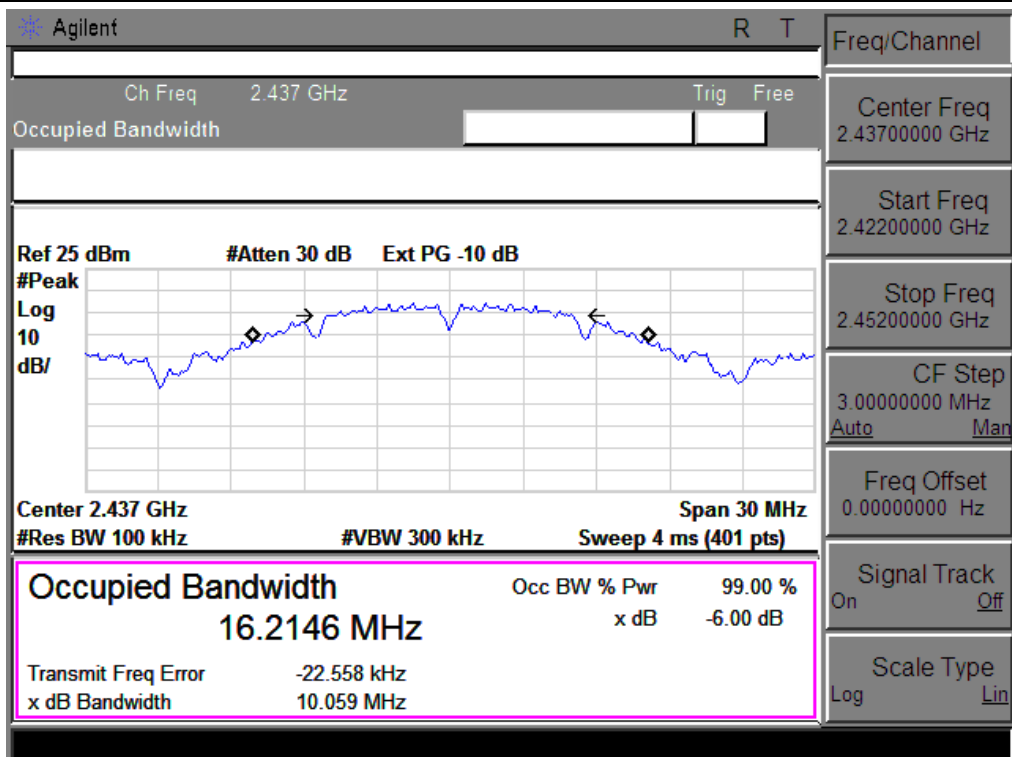 Agilent R T
Ch Freq 2.437 GHz Trig Free
Occupied Bandwidth
Ref 25 dBm #Atten 30 dB Ext PG -10 dB
#Peak
Log
10
dB/
Center 2.437 GHz Span 30 MHz
#Res BW 100 kHz #VBW 300 kHz Sweep 4 ms (401 pts)
Occupied Bandwidth Occ BW % Pwr 99.00 %
16.2146 MHz x dB -6.00 dB
Transmit Freq Error -22.558 kHz
x dB Bandwidth 10.059 MHz
Freq/Channel
Center Freq
2.43700000 GHz
Start Freq
2.42200000 GHz
Stop Freq
2.45200000 GHz
CF Step
3.00000000 MHz
Auto Man
Freq Offset
0.00000000 Hz
Signal Track
On Off
Scale Type
Log Lin